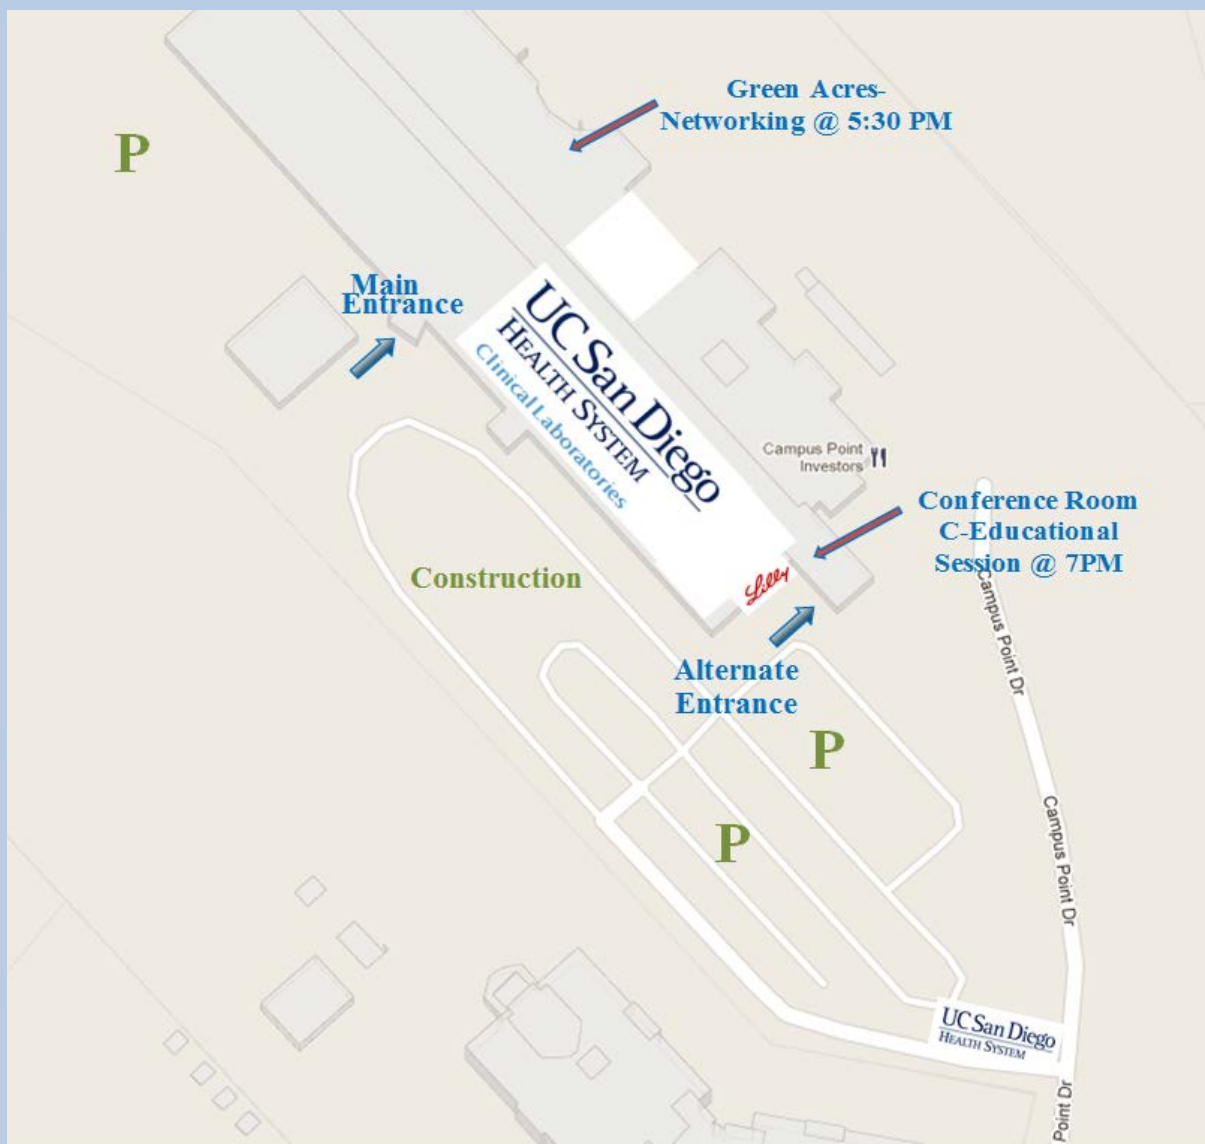 Green Acres-
Networking @ 5:30 PM
P
Main
Entrance
UC San Diego
HEALTH SYSTEM
Clinical Laboratories
Campus Point
Investors
Conference Room
C-Educational
Session @ 7PM
Lilly
Construction
Campus Point Dr
Alternate
Entrance
P
Campus Point Dr
P
UC San Diego
HEALTH SYSTEM
Point Dr